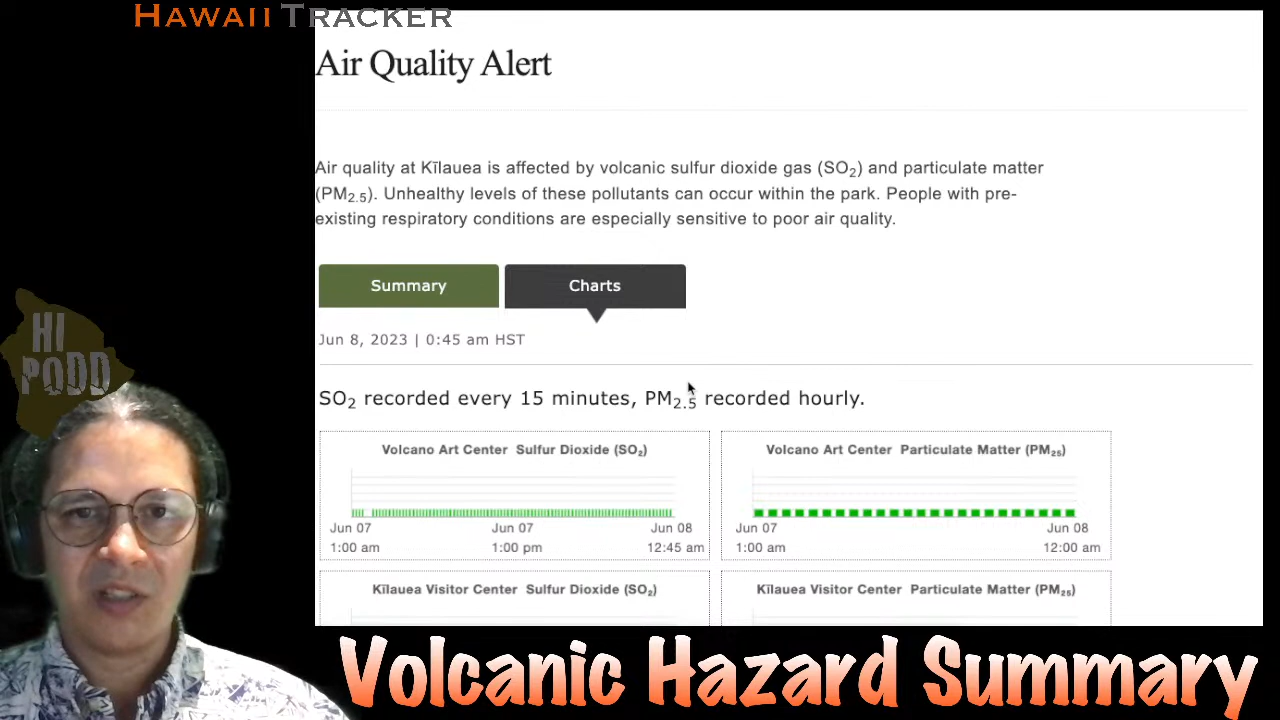 HAWAII TRACKER
Air Quality Alert
Air quality at Kīlauea is affected by volcanic sulfur dioxide gas (SO₂) and particulate matter
(PM₂.₅). Unhealthy levels of these pollutants can occur within the park. People with pre-
existing respiratory conditions are especially sensitive to poor air quality.
Summary Charts
Jun 8, 2023 | 0:45 am HST
SO₂ recorded every 15 minutes, PM₂.₅ recorded hourly.
HI
PODD
Volcano Art Center Sulfur Dioxide (SO₂)
Jun 07 Jun 07 Jun 08
1:00 am 1:00 pm 12:45 am
Volcano Art Center Particulate Matter (PM₂₅)
Jun 07 Jun 08
1:00 am 12:00 am
Kīlauea Visitor Center Sulfur Dioxide (SO₂)
Kīlauea Visitor Center Particulate Matter (PM₂₅)
Volcanic Hazard Summary